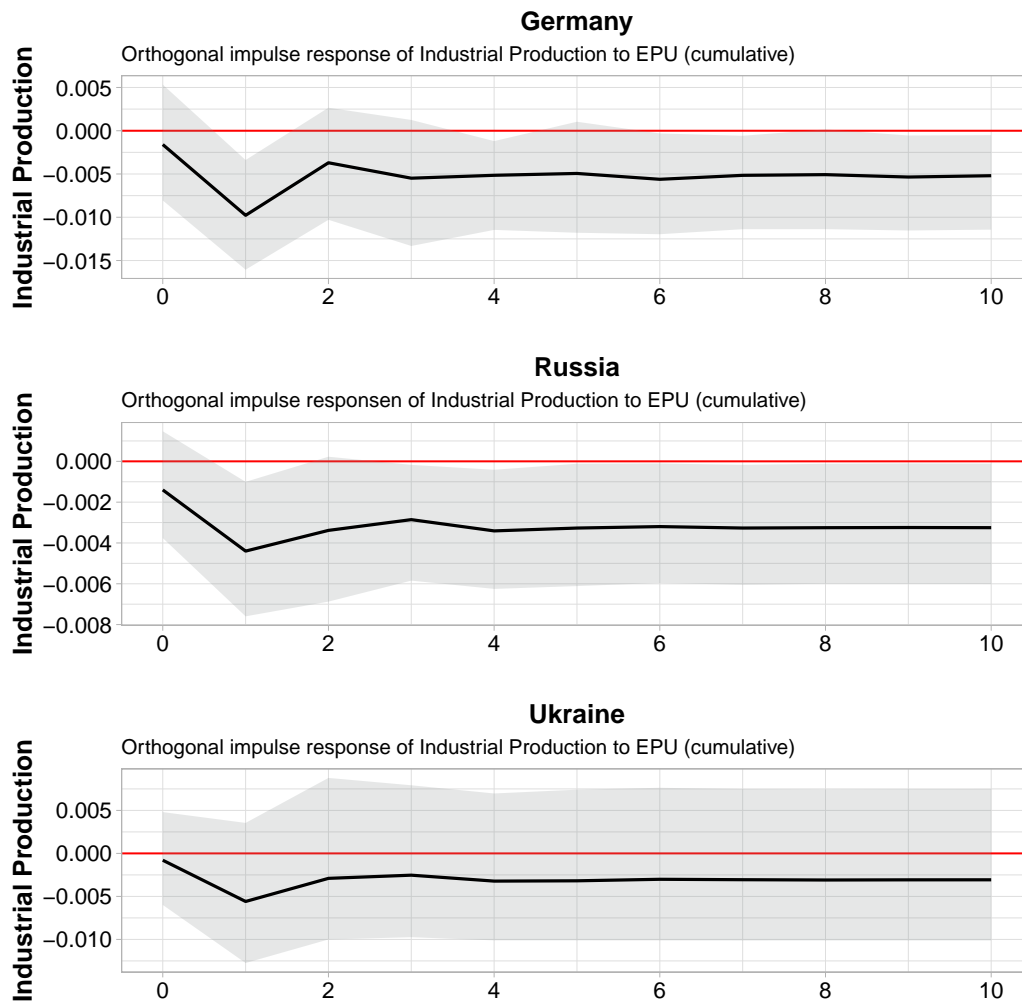 Germany
Orthogonal impulse response of Industrial Production to EPU (cumulative)
Industrial Production
0.005
0.000
−0.005
−0.010
−0.015
0 2 4 6 8 10
Russia
Orthogonal impulse responsen of Industrial Production to EPU (cumulative)
Industrial Production
0.000
−0.002
−0.004
−0.006
−0.008
0 2 4 6 8 10
Ukraine
Orthogonal impulse response of Industrial Production to EPU (cumulative)
Industrial Production
0.005
0.000
−0.005
−0.010
0 2 4 6 8 10